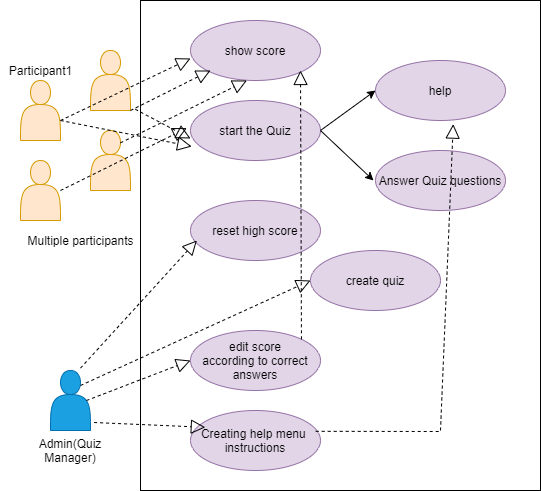 show score
Participant1
help
start the Quiz
Answer Quiz questions
Multiple participants
reset high score
create quiz
edit score
according to correct
answers
Admin(Quiz
Manager)
Creating help menu
instructions